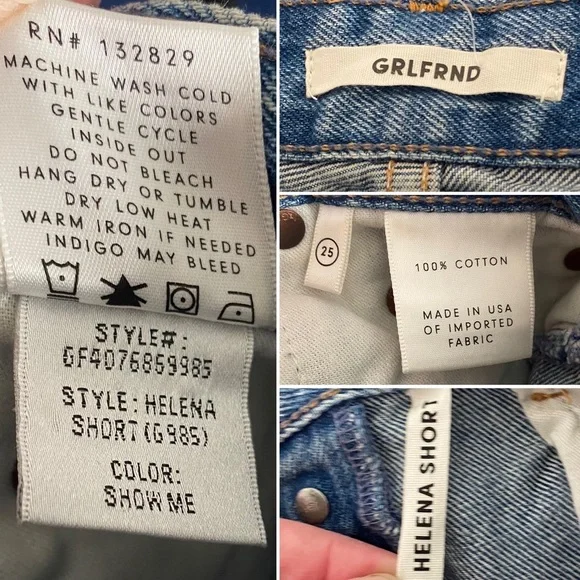 RN# 132829
MACHINE WASH COLD
WITH LIKE COLORS
GENTLE CYCLE
INSIDE OUT
DO NOT BLEACH
HANG DRY OR TUMBLE
DRY LOW HEAT
WARM IRON IF NEEDED
INDIGO MAY BLEED
STYLE#:
GF4076859985
STYLE: HELENA
SHORT(G985)
COLOR:
SHOW ME
GRLFRND
25
100% COTTON
MADE IN USA
OF IMPORTED
FABRIC
HELENA SHORT